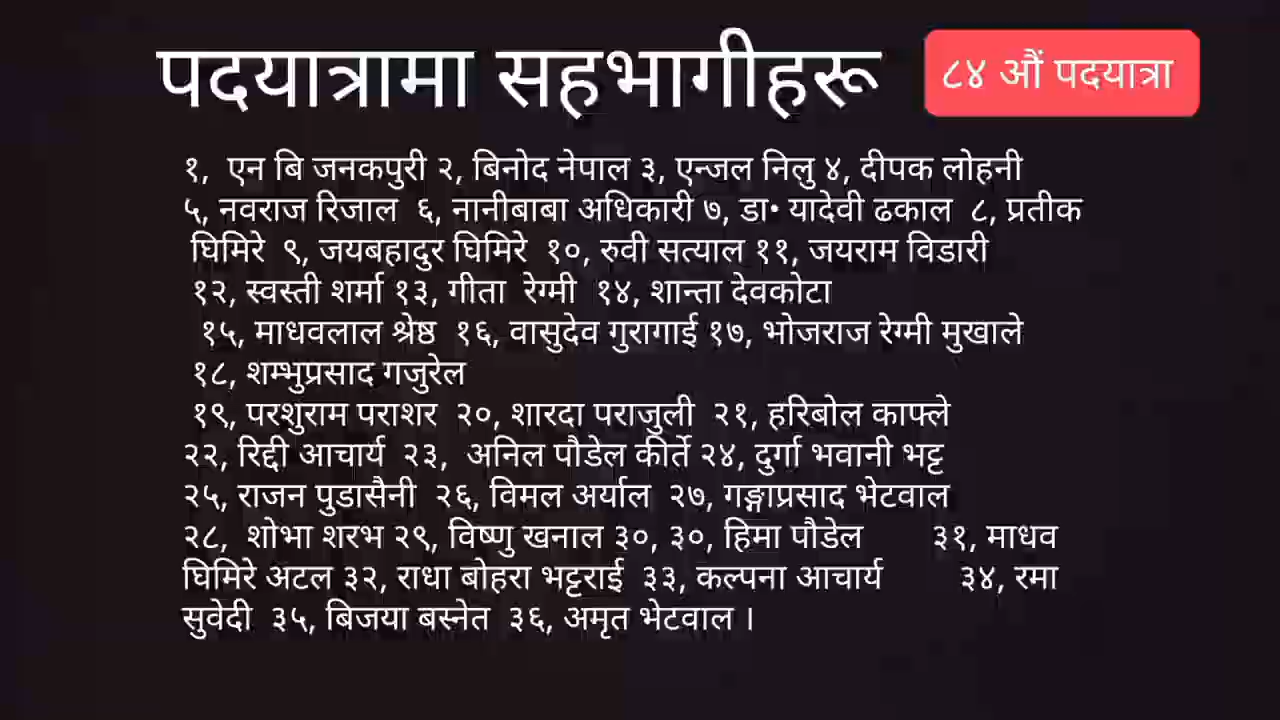 पदयात्रामा सहभागीहरू
८४ औं पदयात्रा
१, एन बि जनकपुरी २, बिनोद नेपाल ३, एन्जल निलु ४, दीपक लोहनी
५, नवराज रिजाल ६, नानीबाबा अधिकारी ७, डा॰ यादेवी ढकाल ८, प्रतीक
घिमिरे ९, जयबहादुर घिमिरे १०, रुवी सत्याल ११, जयराम विडारी
१२, स्वस्ती शर्मा १३, गीता रेग्मी १४, शान्ता देवकोटा
१५, माधवलाल श्रेष्ठ १६, वासुदेव गुरागाई १७, भोजराज रेग्मी मुखाले
१८, शम्भुप्रसाद गजुरेल
१९, परशुराम पराशर २०, शारदा पराजुली २१, हरिबोल काफ्ले
२२, रिद्दी आचार्य २३, अनिल पौडेल कीर्ते २४, दुर्गा भवानी भट्ट
२५, राजन पुडासैनी २६, विमल अर्याल २७, गङ्गाप्रसाद भेटवाल
२८, शोभा शरभ २९, विष्णु खनाल ३०, ३०, हिमा पौडेल ३१, माधव
घिमिरे अटल ३२, राधा बोहरा भट्टराई ३३, कल्पना आचार्य ३४, रमा
सुवेदी ३५, बिजया बस्नेत ३६, अमृत भेटवाल ।